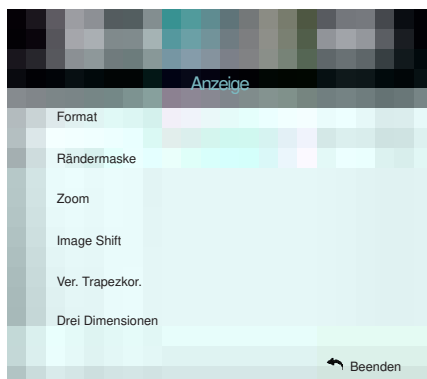 Anzeige
Format
Rändermaske
Zoom
Image Shift
Ver. Trapezkor.
Drei Dimensionen
Beenden